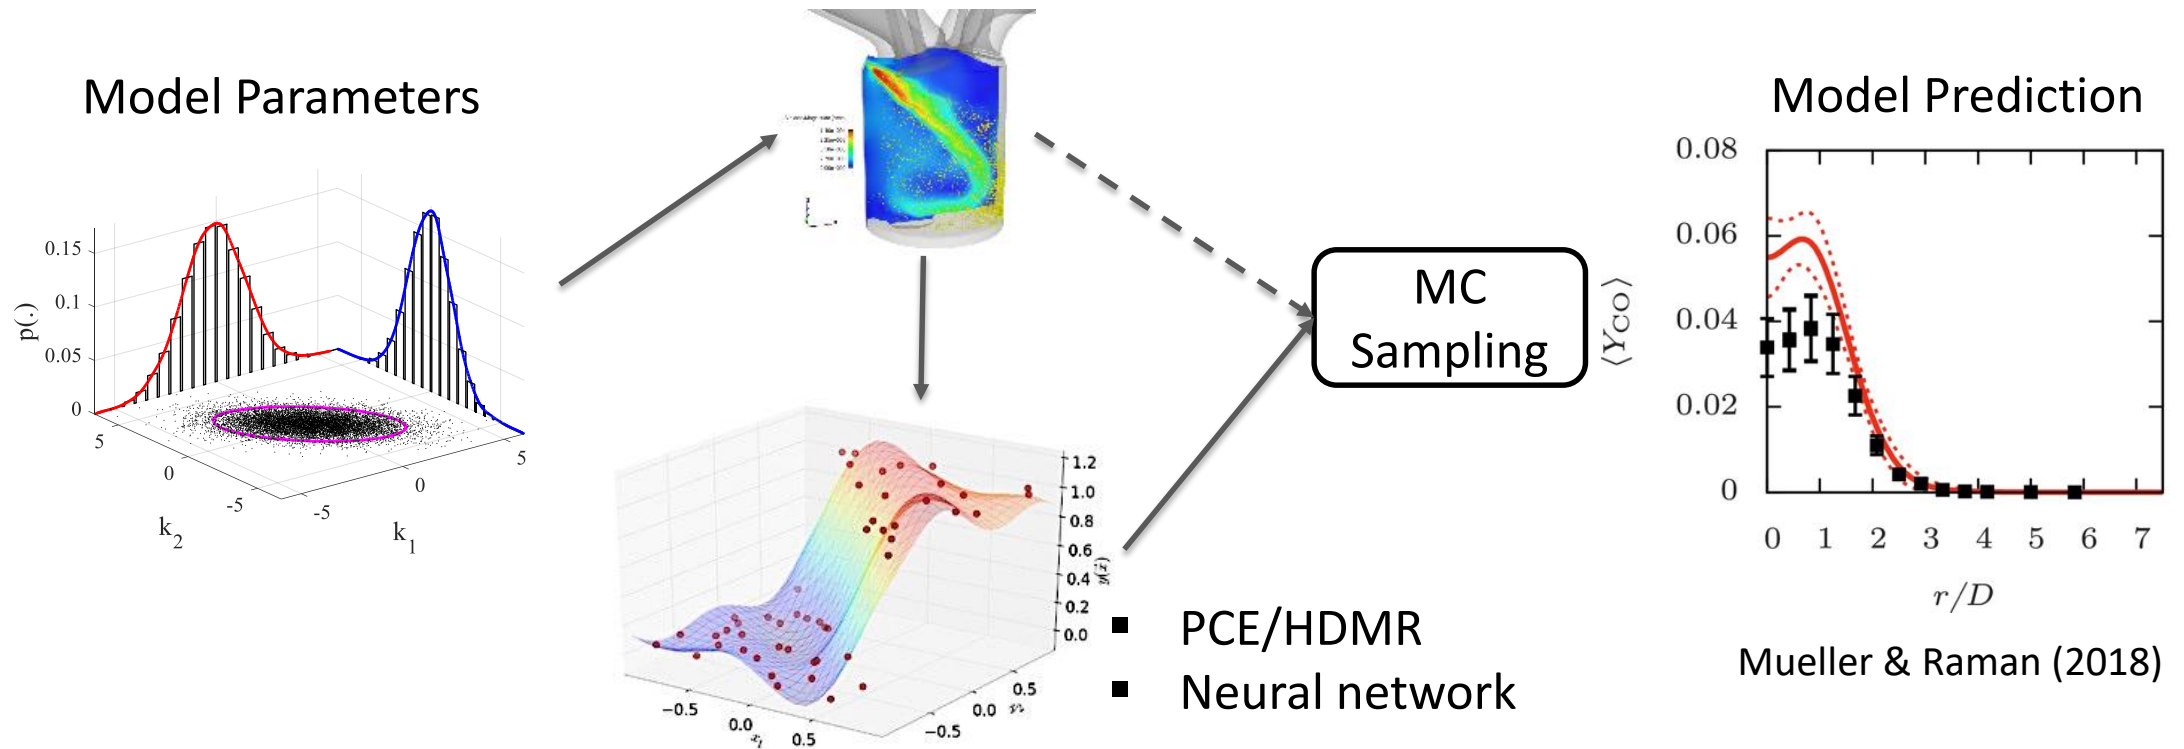 Model Parameters
Model Prediction
0.15
0.1
0.05
0
p(.)
5
0
-5
k2
-5
0
5
k1
MC
Sampling
1.2
1.0
0.8
0.6
0.4
0.2
0.0
y(x⃗)
−0.5
0.0
0.5
x1
−0.5
0.0
0.5
PCE/HDMR
Neural network
0.08
0.06
0.04
0.02
0
⟨YCO⟩
0 1 2 3 4 5 6 7
r/D
Mueller & Raman (2018)